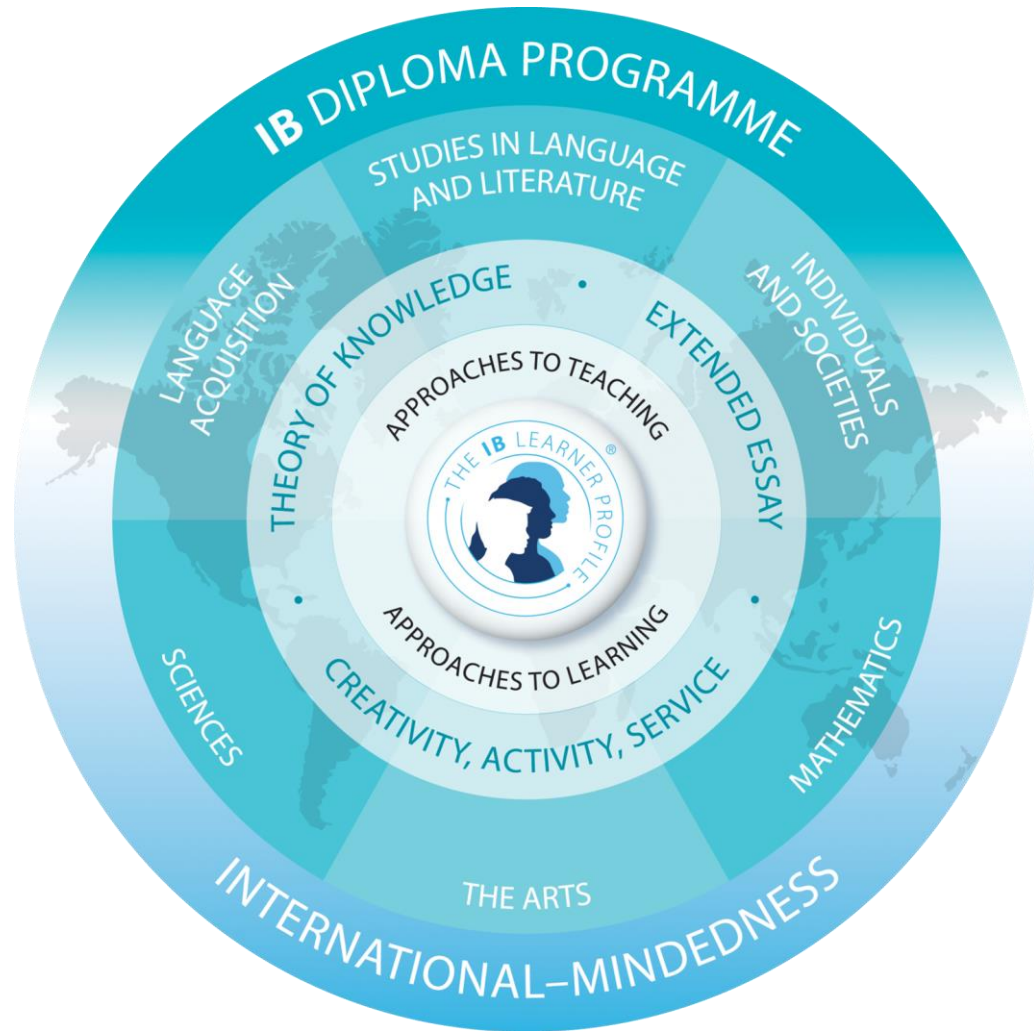 IB DIPLOMA PROGRAMME
STUDIES IN LANGUAGE
AND LITERATURE
LANGUAGE
ACQUISITION
INDIVIDUALS
AND SOCIETIES
THEORY OF KNOWLEDGE •
EXTENDED ESSAY •
APPROACHES TO TEACHING
THE IB LEARNER PROFILE ®
APPROACHES TO LEARNING
CREATIVITY, ACTIVITY, SERVICE •
SCIENCES
MATHEMATICS
THE ARTS
INTERNATIONAL–MINDEDNESS